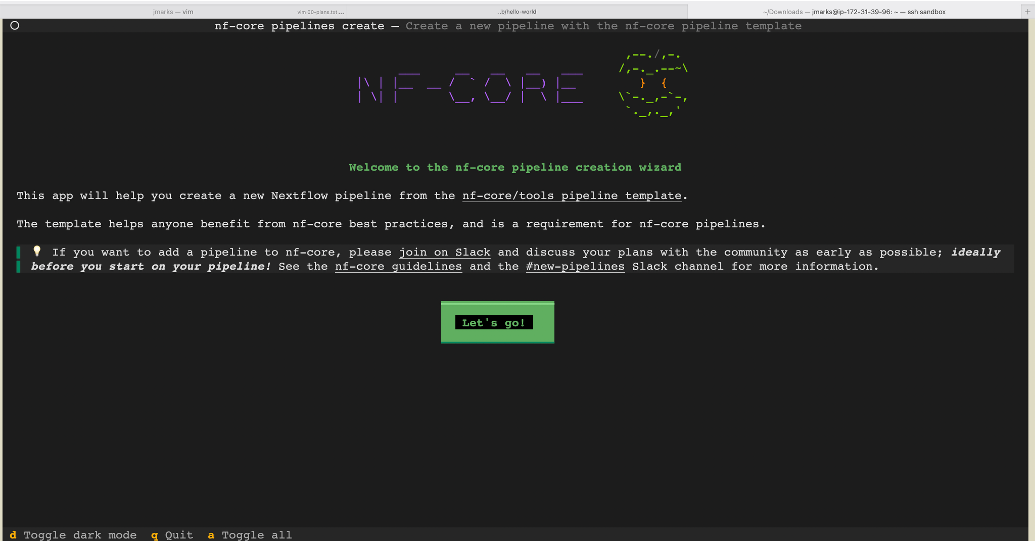 jmarks — vim
...b/hello-world
~/Downloads — jmarks@ip-172-31-39-96: ~ — ssh sandbox
nf-core pipelines create — Create a new pipeline with the nf-core pipeline template
NF-CORE
Welcome to the nf-core pipeline creation wizard
This app will help you create a new Nextflow pipeline from the nf-core/tools pipeline template.
The template helps anyone benefit from nf-core best practices, and is a requirement for nf-core pipelines.
💡 If you want to add a pipeline to nf-core, please join on Slack and discuss your plans with the community as early as possible; ideally
before you start on your pipeline! See the nf-core guidelines and the #new-pipelines Slack channel for more information.
Let's go!
d Toggle dark mode q Quit a Toggle all